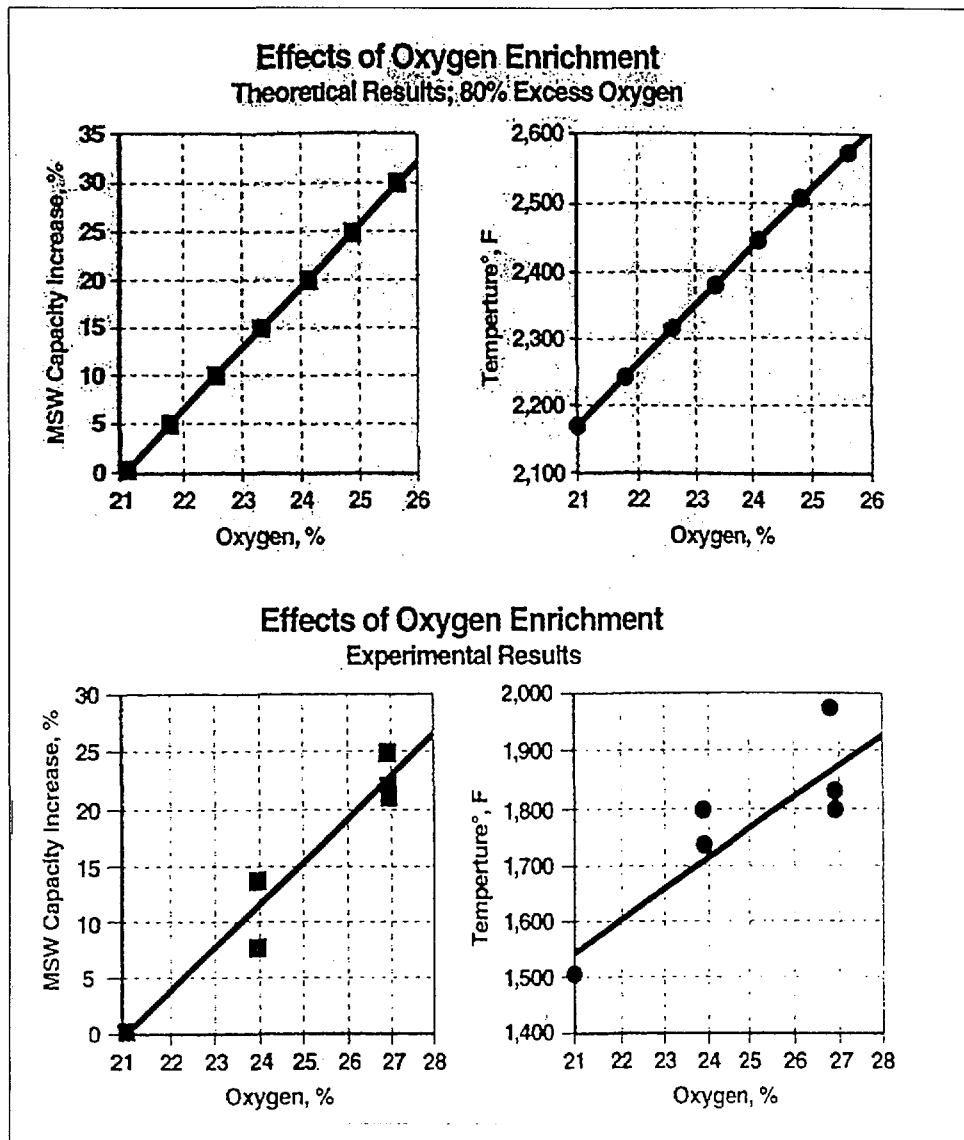 Effects of Oxygen Enrichment
Theoretical Results; 80% Excess Oxygen
MSW Capacity Increase, %
35
30
25
20
15
10
5
0
21 22 23 24 25 26
Oxygen, %
Temperture°, F
2,600
2,500
2,400
2,300
2,200
2,100
21 22 23 24 25 26
Oxygen, %
Effects of Oxygen Enrichment
Experimental Results
MSW Capacity Increase, %
30
25
20
15
10
5
0
21 22 23 24 25 26 27 28
Oxygen, %
Temperture°, F
2,000
1,900
1,800
1,700
1,600
1,500
1,400
21 22 23 24 25 26 27 28
Oxygen, %